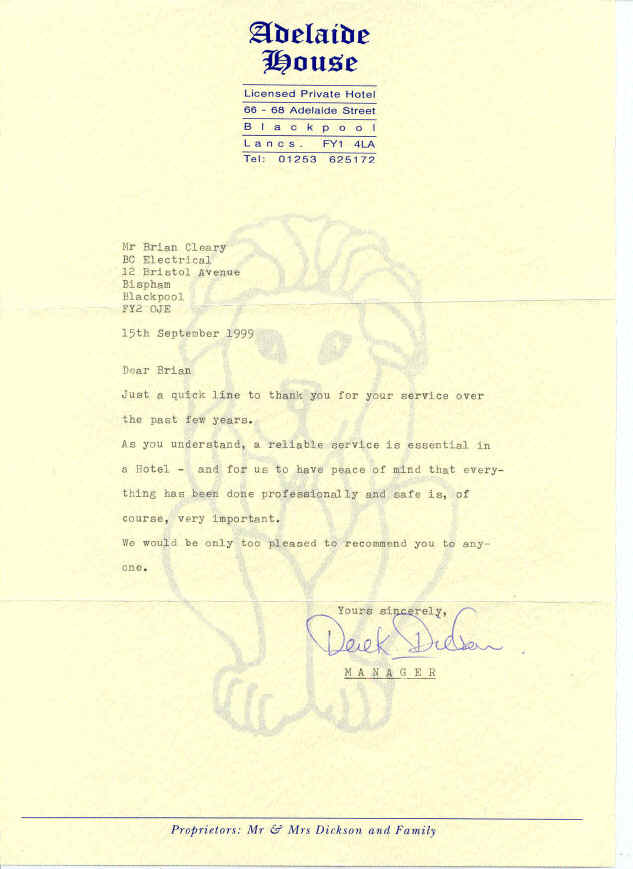 Adelaide
House
Licensed Private Hotel
66 - 68 Adelaide Street
Blackpool
Lancs. FY1 4LA
Tel: 01253 625172
Mr Brian Cleary
BC Electrical
12 Bristol Avenue
Bispham
Blackpool
FY2 OJE
15th September 1999
Dear Brian
Just a quick line to thank you for your service over
the past few years.
As you understand, a reliable service is essential in
a Hotel - and for us to have peace of mind that every-
thing has been done professionally and safe is, of
course, very important.
We would be only too pleased to recommend you to any-
one.
Yours sincerely,
Derek Dickson
MANAGER
Proprietors: Mr & Mrs Dickson and Family